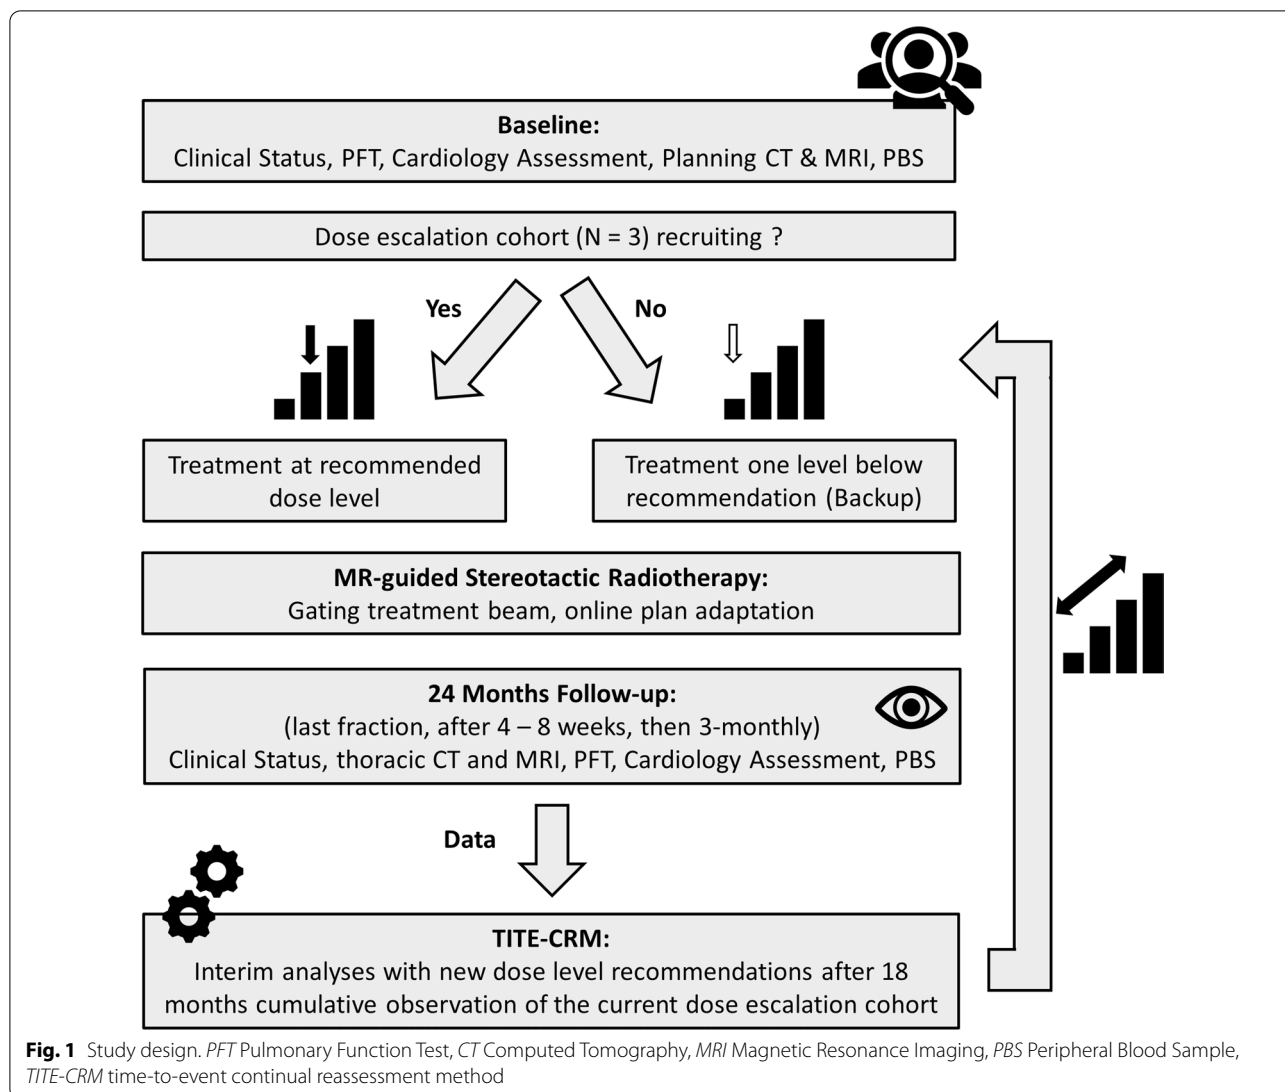 Baseline:
Clinical Status, PFT, Cardiology Assessment, Planning CT & MRI, PBS
Dose escalation cohort (N = 3) recruiting ?
Yes
No
Treatment at recommended
dose level
Treatment one level below
recommendation (Backup)
MR-guided Stereotactic Radiotherapy:
Gating treatment beam, online plan adaptation
24 Months Follow-up:
(last fraction, after 4 – 8 weeks, then 3-monthly)
Clinical Status, thoracic CT and MRI, PFT, Cardiology Assessment, PBS
Data
TITE-CRM:
Interim analyses with new dose level recommendations after 18
months cumulative observation of the current dose escalation cohort
Fig. 1 Study design. PFT Pulmonary Function Test, CT Computed Tomography, MRI Magnetic Resonance Imaging, PBS Peripheral Blood Sample,
TITE-CRM time-to-event continual reassessment method